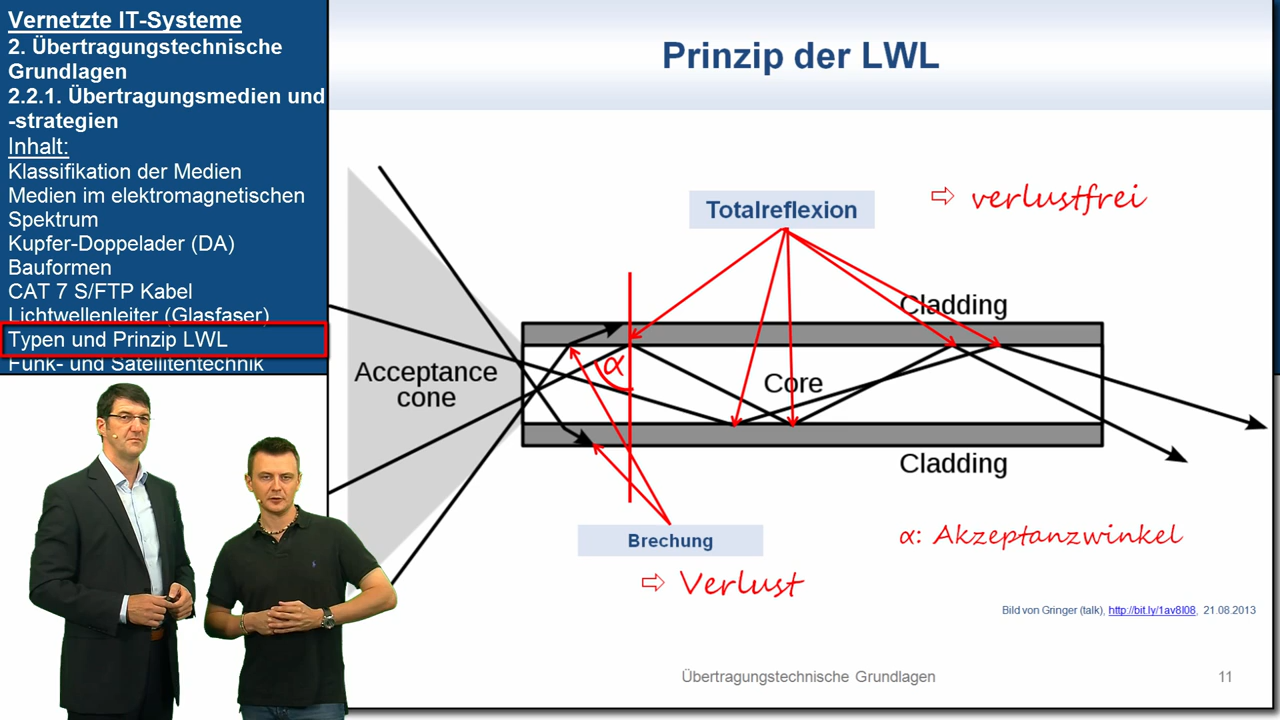 Vernetzte IT-Systeme
2. Übertragungstechnische
Grundlagen
2.2.1. Übertragungsmedien und
-strategien
Inhalt:
Klassifikation der Medien
Medien im elektromagnetischen
Spektrum
Kupfer-Doppelader (DA)
Bauformen
CAT 7 S/FTP Kabel
Lichtwellenleiter (Glasfaser)
Typen und Prinzip LWL
Funk- und Satellitentechnik
Prinzip der LWL
Totalreflexion
⇨ verlustfrei
Cladding
Acceptance
cone
α
Core
Cladding
Brechung
⇨ Verlust
α: Akzeptanzwinkel
Bild von Gringer (talk), http://bit.ly/1av8I08, 21.08.2013
Übertragungstechnische Grundlagen
11